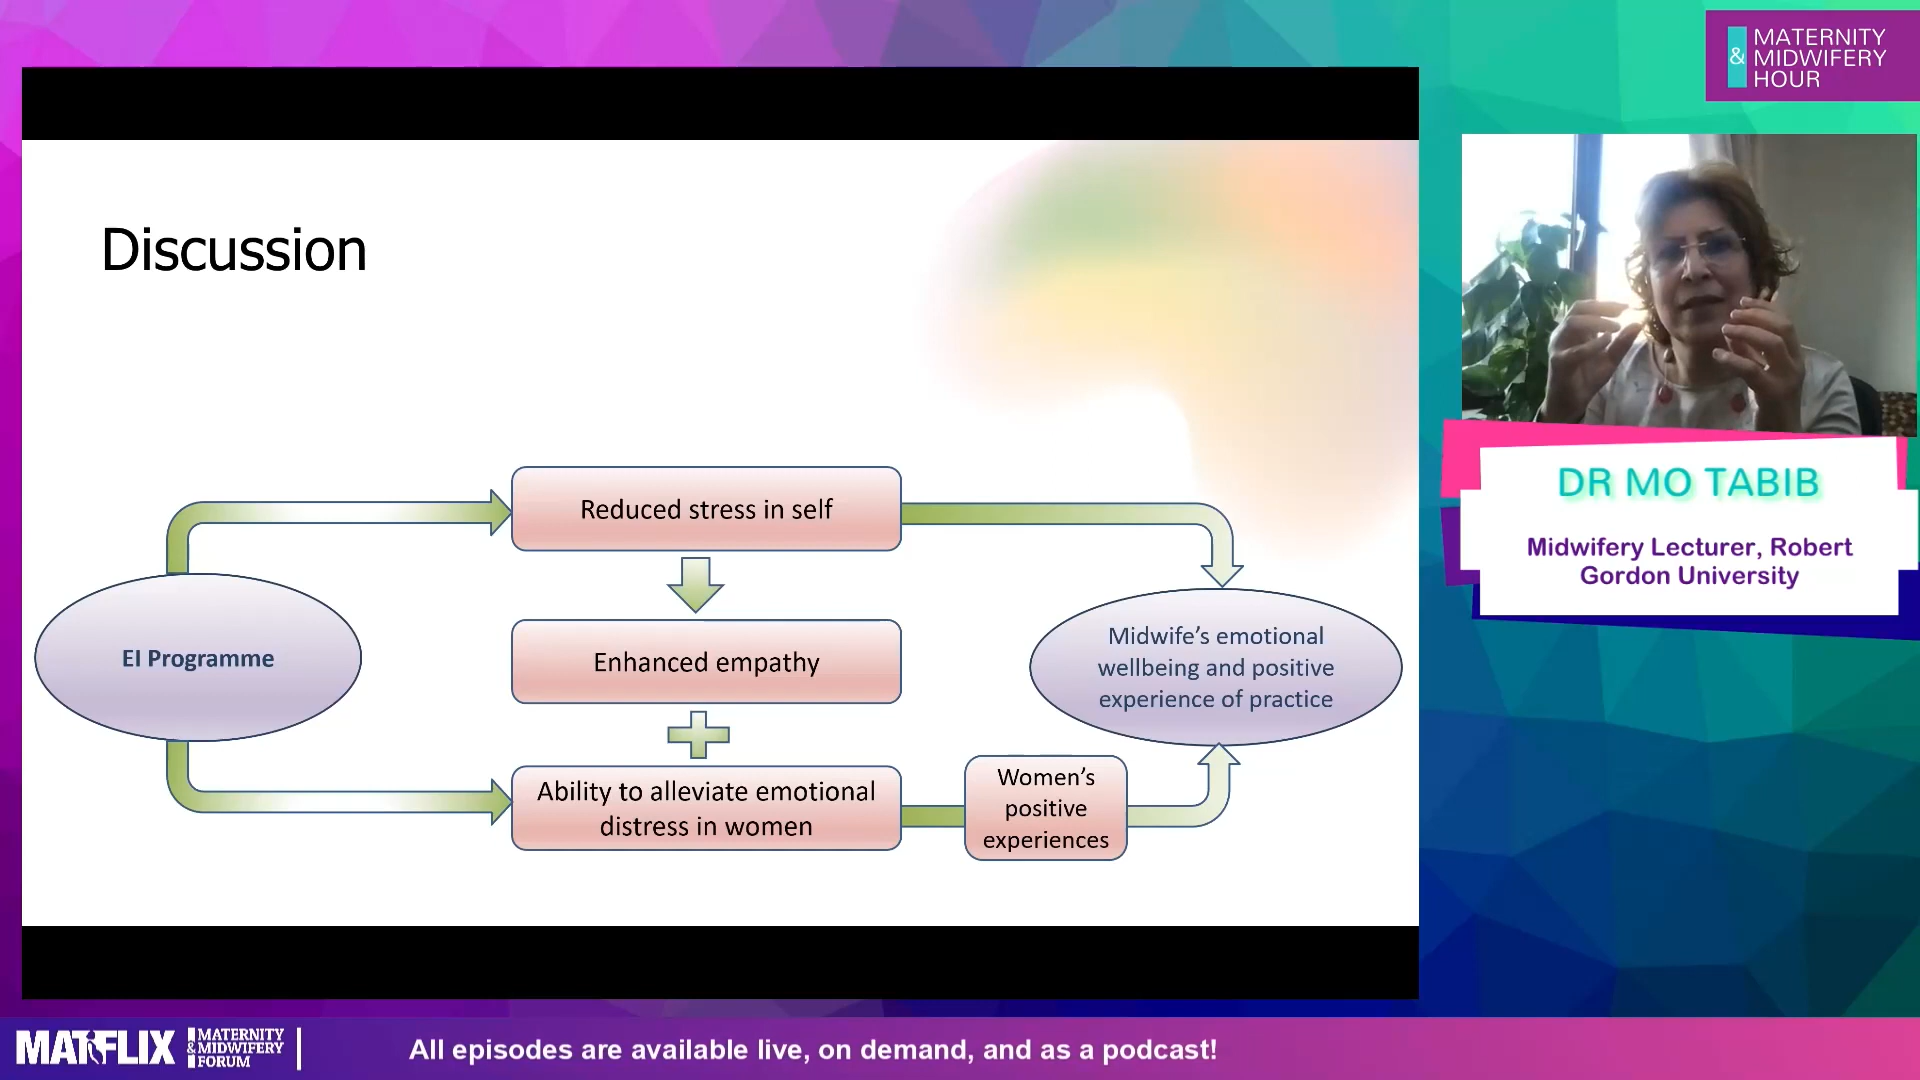 MATERNITY
& MIDWIFERY
HOUR
Discussion
Reduced stress in self
Enhanced empathy
EI Programme
Ability to alleviate emotional
distress in women
Women's
positive
experiences
Midwife's emotional
wellbeing and positive
experience of practice
DR MO TABIB
Midwifery Lecturer, Robert
Gordon University
MATFLIX
MATERNITY
& MIDWIFERY
FORUM
All episodes are available live, on demand, and as a podcast!